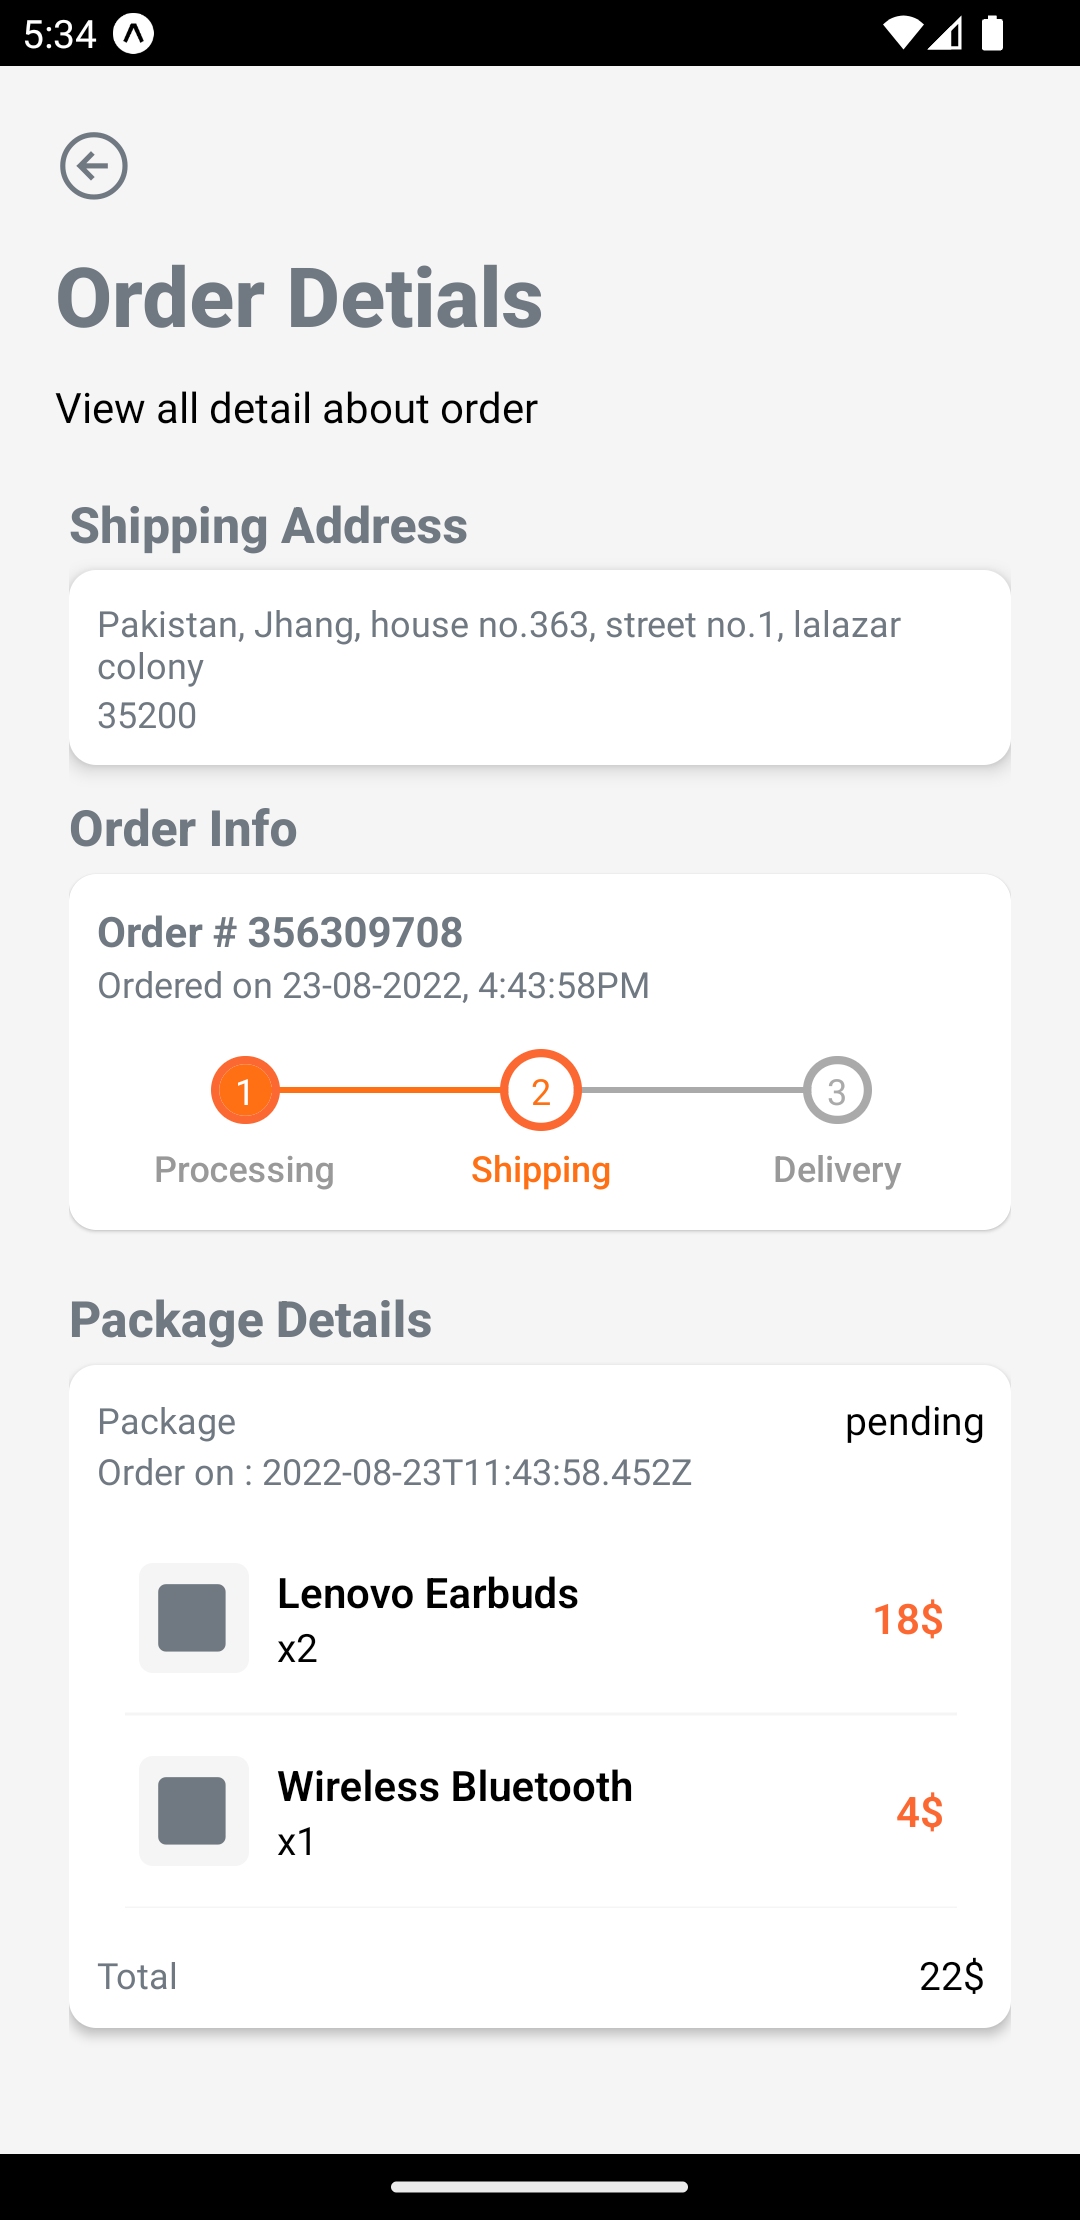 5:34
Order Detials
View all detail about order
Shipping Address
Pakistan, Jhang, house no.363, street no.1, lalazar
colony
35200
Order Info
Order # 356309708
Ordered on 23-08-2022, 4:43:58PM
1 2 3
Processing Shipping Delivery
Package Details
Package pending
Order on : 2022-08-23T11:43:58.452Z
Lenovo Earbuds
x2 18$
Wireless Bluetooth
x1 4$
Total 22$